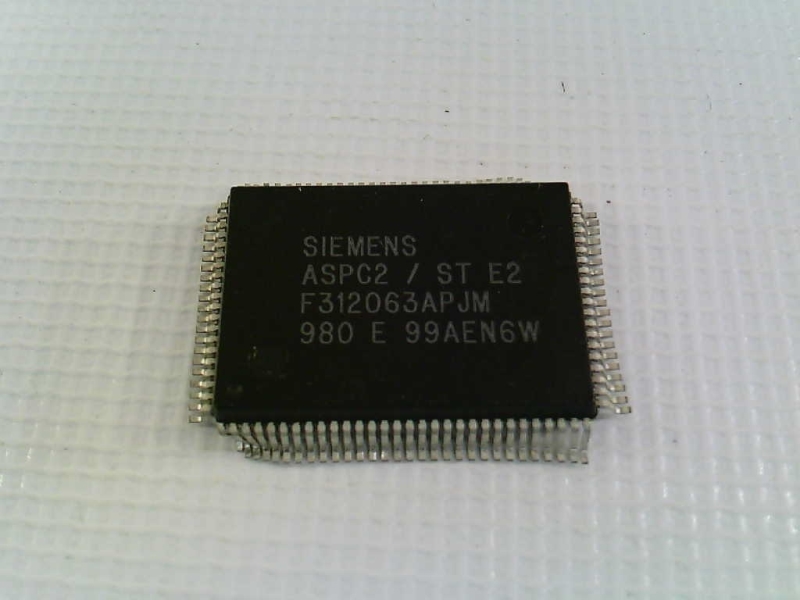 SIEMENS
ASPC2 / ST E2
F312063APJM
980 E 99AEN6W